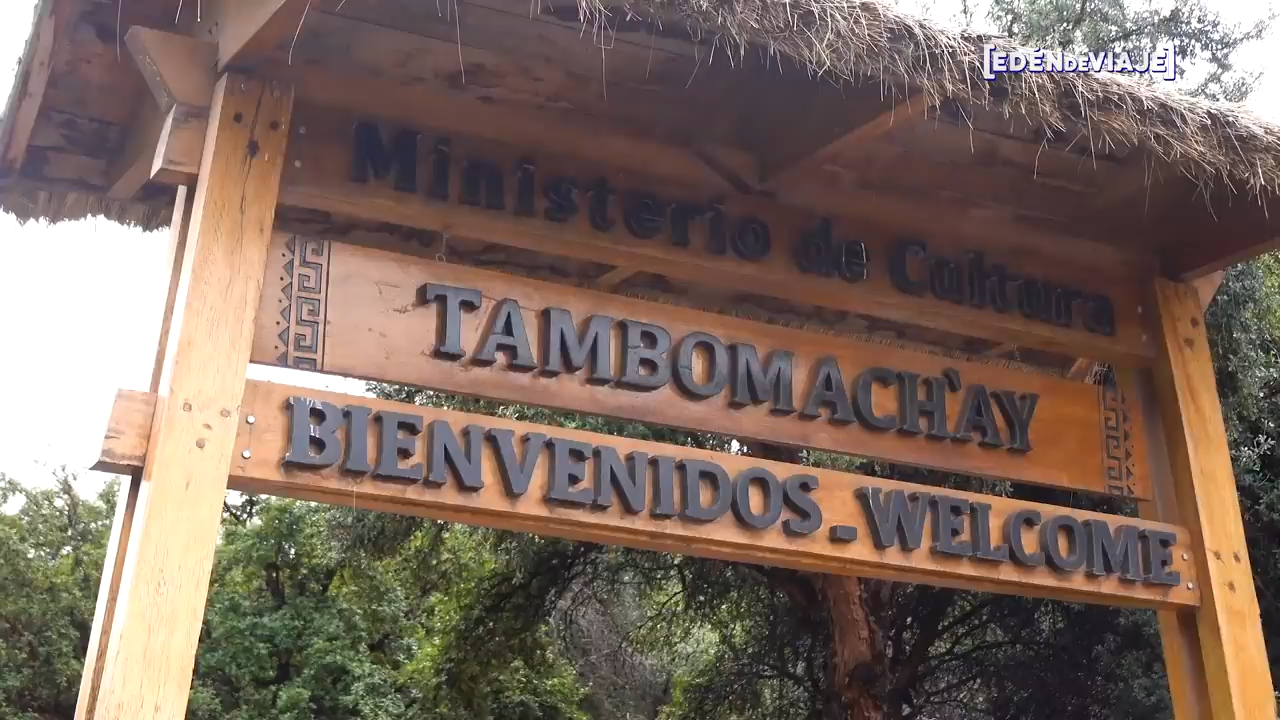 [EDÉNDEVIAJE]
Ministerio de Cultura
TAMBOMACH'AY
BIENVENIDOS - WELCOME